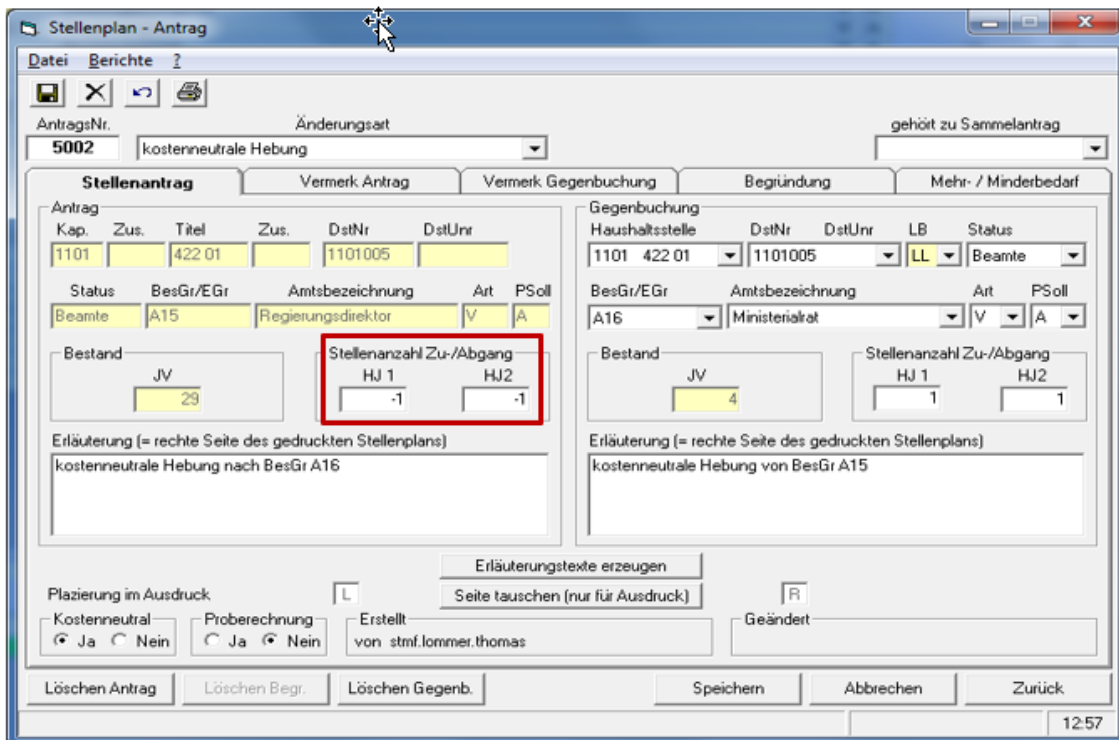 Stellenplan - Antrag
Datei Berichte ?
AntragsNr. Änderungsart gehört zu Sammelantrag
5002 kostenneutrale Hebung
Stellenantrag Vermerk Antrag Vermerk Gegenbuchung Begründung Mehr- / Minderbedarf
Antrag
Kap. Zus. Titel Zus. DstNr DstUnr
1101 422 01 1101005
Status BesGr/EGr Amtsbezeichnung Art PSoll
Beamte A15 Regierungsdirektor V A
Bestand
JV
29
Stellenanzahl Zu-/Abgang
HJ 1 HJ2
-1 -1
Erläuterung (= rechte Seite des gedruckten Stellenplans)
kostenneutrale Hebung nach BesGr A16
Gegenbuchung
Haushaltsstelle DstNr DstUnr LB Status
1101 422 01 1101005 LL Beamte
BesGr/EGr Amtsbezeichnung Art PSoll
A16 Ministerialrat V A
Bestand
JV
4
Stellenanzahl Zu-/Abgang
HJ 1 HJ2
1 1
Erläuterung (= rechte Seite des gedruckten Stellenplans)
kostenneutrale Hebung von BesGr A15
Erläuterungstexte erzeugen
Plazierung im Ausdruck L Seite tauschen (nur für Ausdruck) R
Kostenneutral Proberechnung Erstellt Geändert
Ja Nein Ja Nein von stmf.lommer.thomas
Löschen Antrag Löschen Begr. Löschen Gegenb. Speichern Abbrechen Zurück
12:57